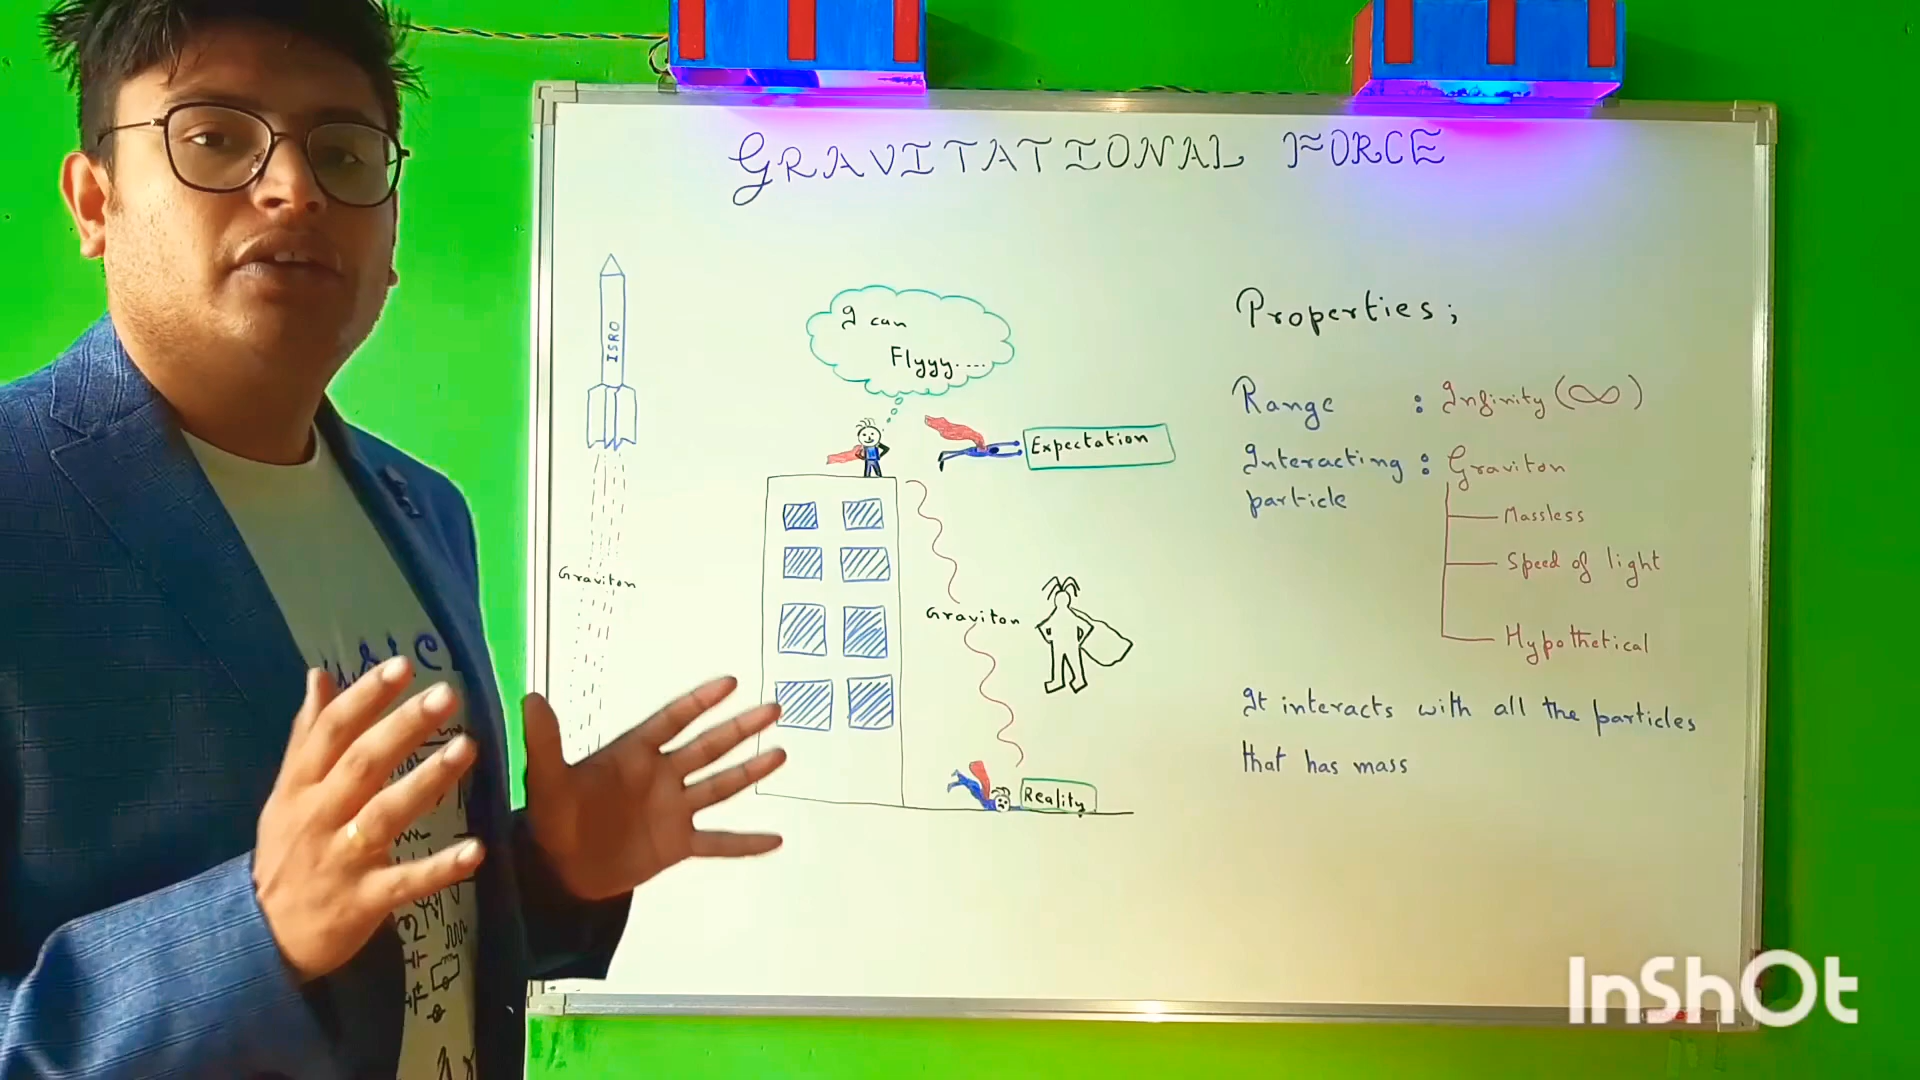 GRAVITATIONAL FORCE
ISRO
Graviton
I can
Flyyy....
Expectation
Graviton
Reality
Properties;
Range : Infinity (∞)
Interacting : Graviton
particle
Massless
Speed of light
Hypothetical
It interacts with all the particles
that has mass
InShOt